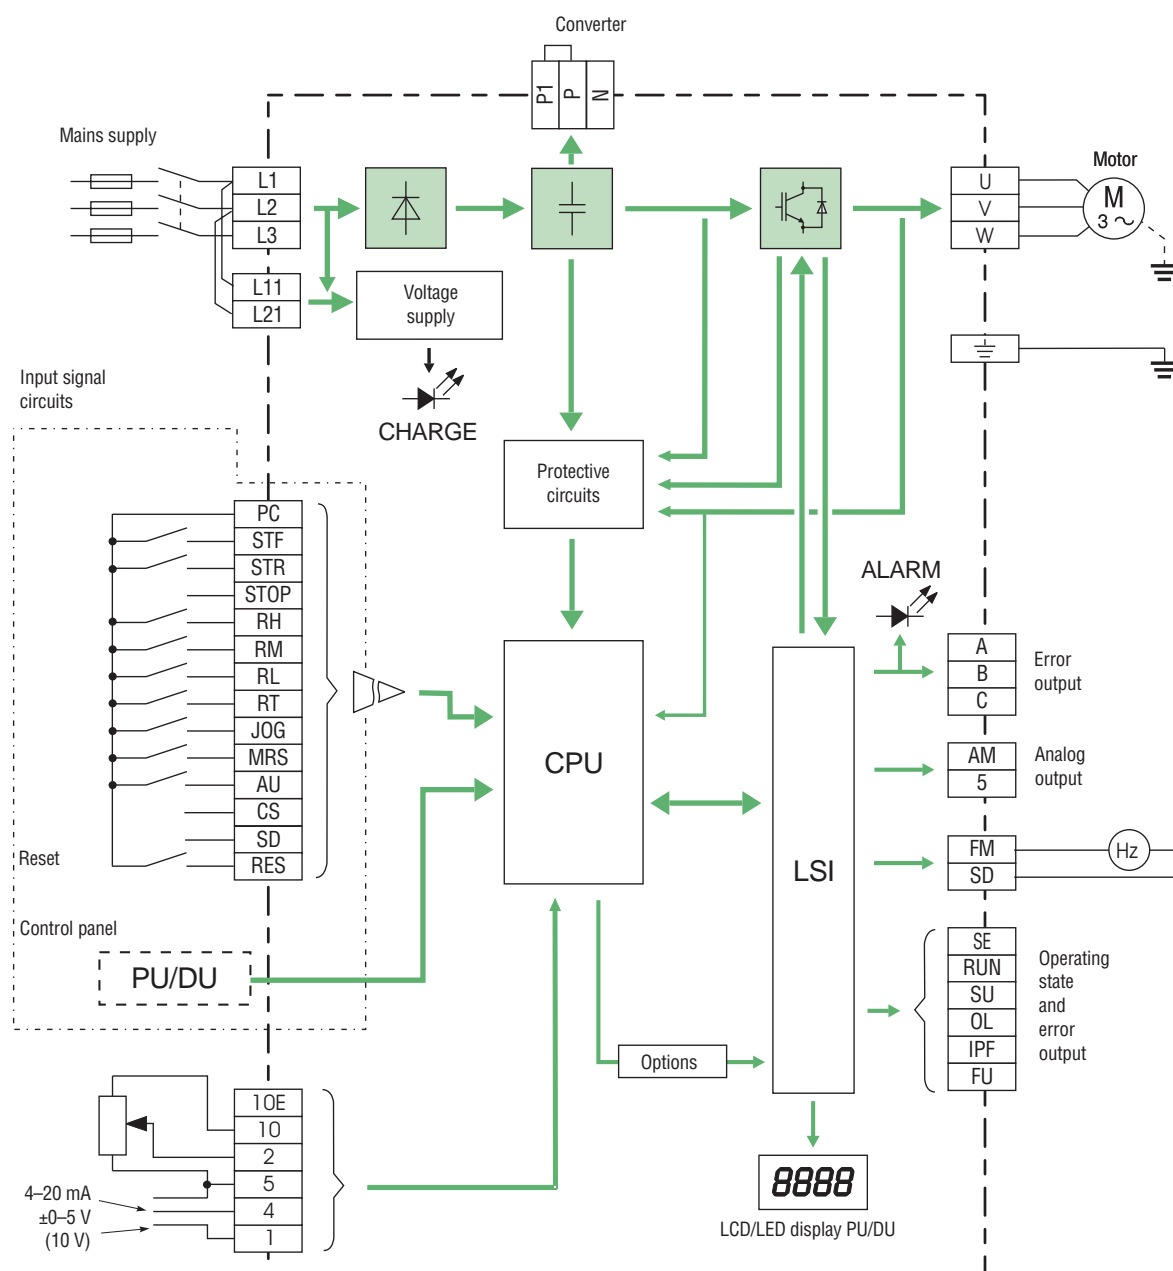 Converter
P1
P
N
Mains supply
L1
L2
L3
L11
L21
Voltage
supply
CHARGE
U
V
W
Motor
M
3
Input signal
circuits
Protective
circuits
PC
STF
STR
STOP
RH
RM
RL
RT
JOG
MRS
AU
CS
SD
RES
Reset
Control panel
PU/DU
CPU
LSI
ALARM
A
B
C
Error
output
AM
5
Analog
output
FM
SD
Hz
SE
RUN
SU
OL
IPF
FU
Operating
state
and
error
output
Options
10E
10
2
5
4
1
4–20 mA
±0–5 V
(10 V)
8888
LCD/LED display PU/DU